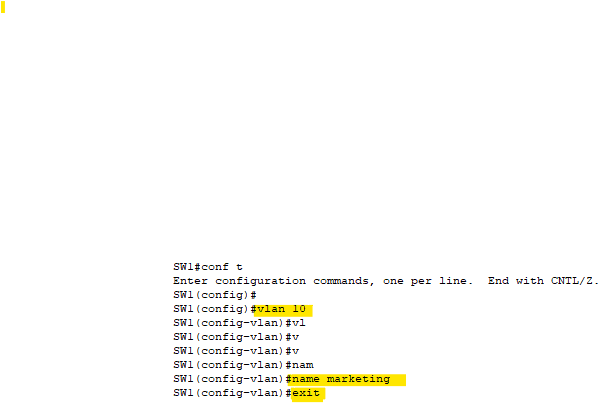 SW1#conf t
Enter configuration commands, one per line.  End with CNTL/Z.
SW1(config)#
SW1(config)#vlan 10
SW1(config-vlan)#vl
SW1(config-vlan)#v
SW1(config-vlan)#v
SW1(config-vlan)#nam
SW1(config-vlan)#name marketing
SW1(config-vlan)#exit